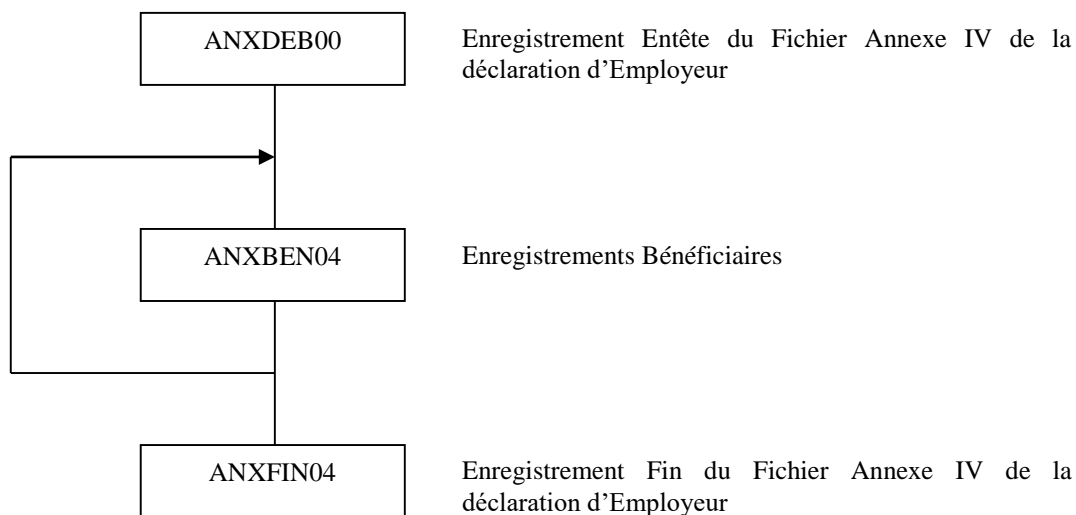 ANXDEB00
Enregistrement Entête du Fichier Annexe IV de la
déclaration d’Employeur
ANXBEN04
Enregistrements Bénéficiaires
ANXFIN04
Enregistrement Fin du Fichier Annexe IV de la
déclaration d’Employeur